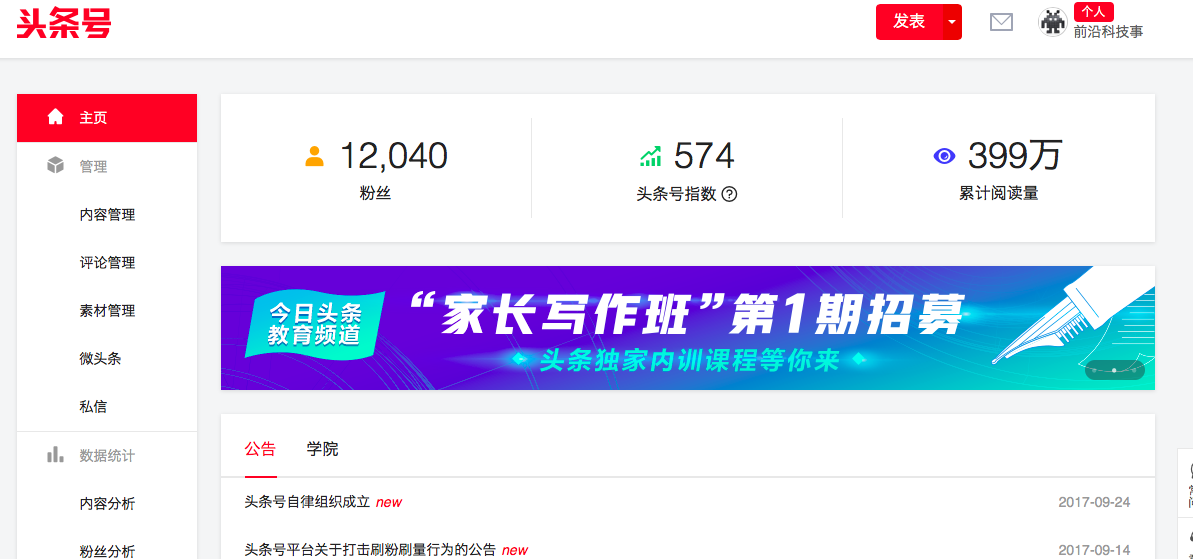 头条号
发表
个人
前沿科技事
主页
管理
内容管理
评论管理
素材管理
微头条
私信
数据统计
内容分析
粉丝分析
12,040
粉丝
574
头条号指数 ?
399万
累计阅读量
今日头条
教育频道
“家长写作班”第1期招募
头条独家内训课程等你来
公告 学院
头条号自律组织成立 new 2017-09-24
头条号平台关于打击刷粉刷量行为的公告 new 2017-09-14